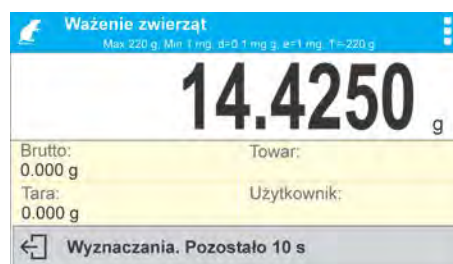 Ważenie zwierząt
Max 220 g, Min 1 mg, d=0.1 mg g, e=1 mg, T=-220 g
14.4250 g
Brutto:
0.000 g
Towar:
Tara:
0.000 g
Użytkownik:
Wyznaczania. Pozostało 10 s